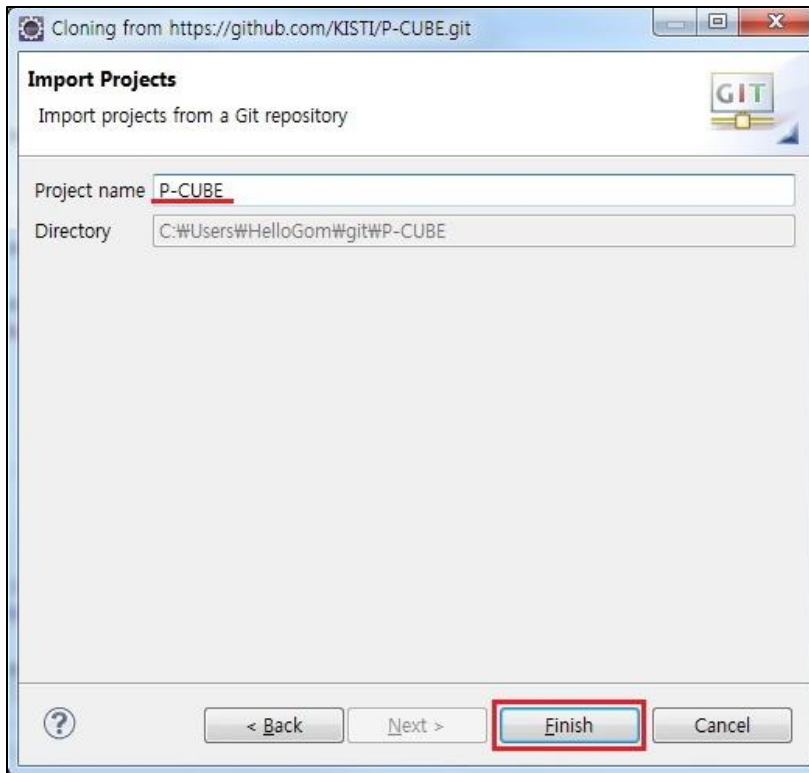 Cloning from https://github.com/KISTI/P-CUBE.git
Import Projects
Import projects from a Git repository
GIT
Project name P-CUBE
Directory C:₩Users₩HelloGom₩git₩P-CUBE
? < Back Next > Finish Cancel